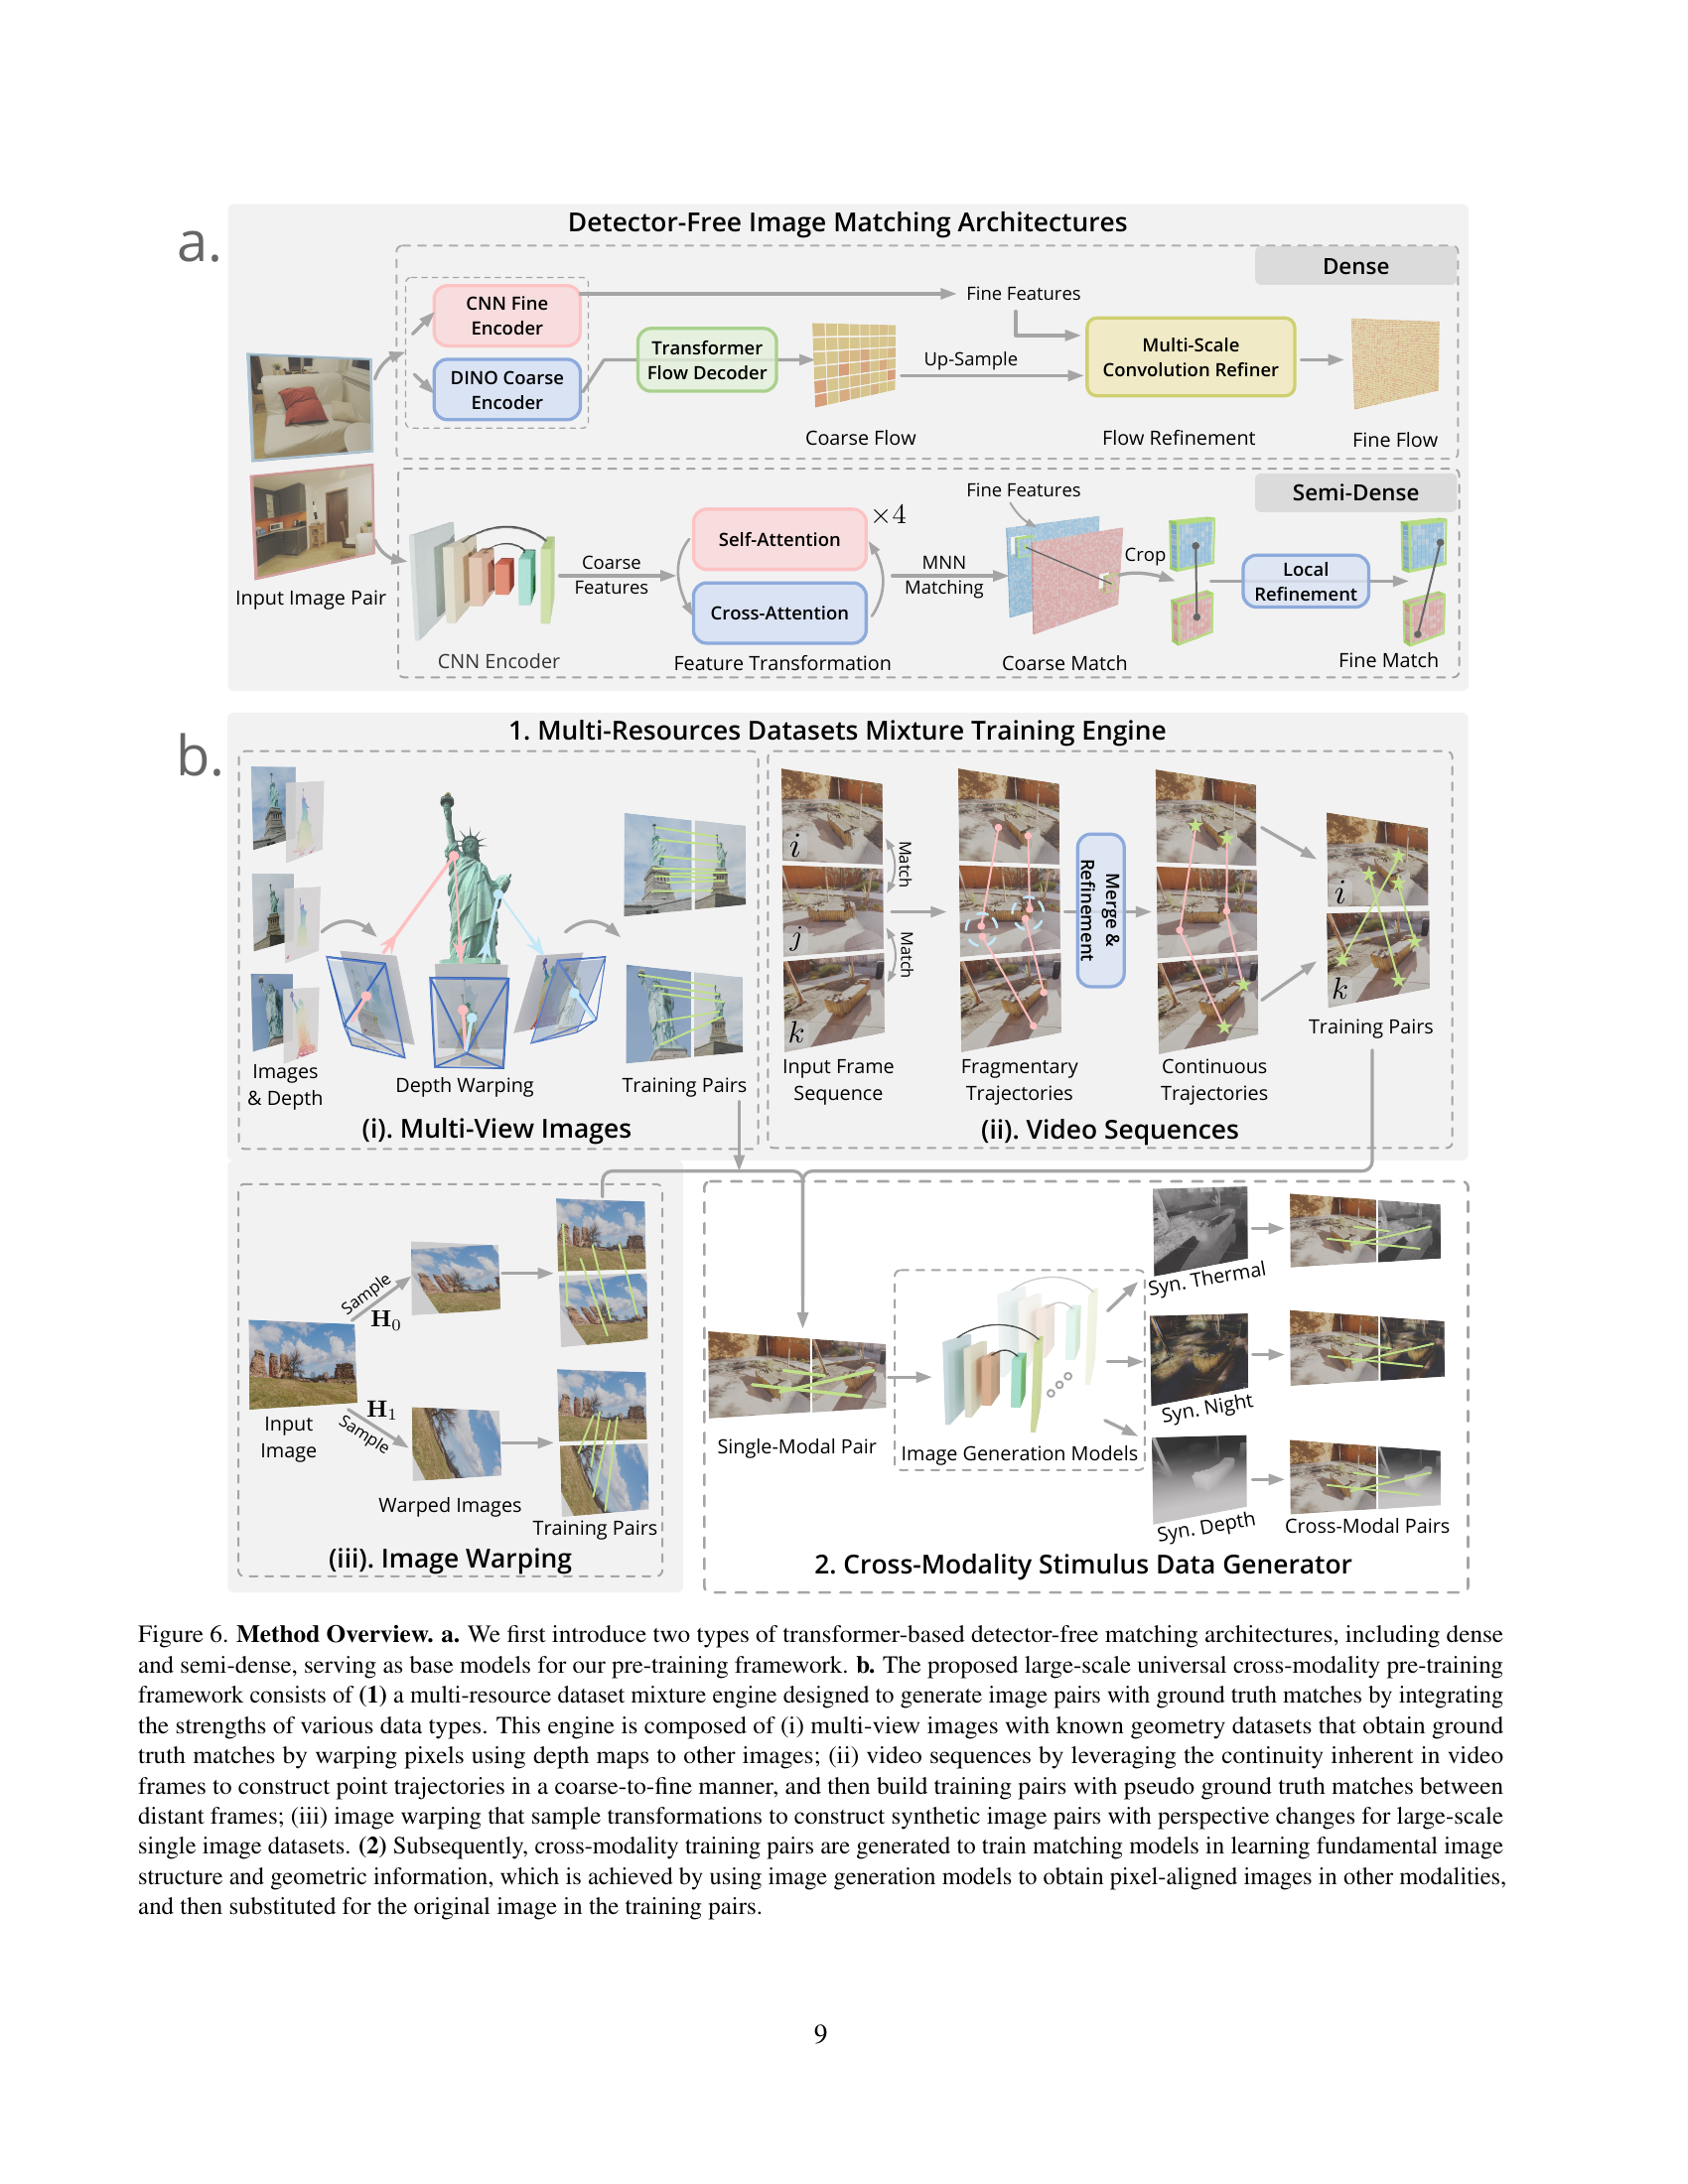 a.
Detector-Free Image Matching Architectures
Dense
CNN Fine
Encoder
DINO Coarse
Encoder
Transformer
Flow Decoder
Coarse Flow
Fine Features
Up-Sample
Multi-Scale
Convolution Refiner
Flow Refinement
Fine Flow
Input Image Pair
Semi-Dense
CNN Encoder
Coarse
Features
Self-Attention
×4
Cross-Attention
Feature Transformation
MNN
Matching
Fine Features
Coarse Match
Crop
Local
Refinement
Fine Match
b.
1. Multi-Resources Datasets Mixture Training Engine
Images
& Depth
Depth Warping
Training Pairs
(i). Multi-View Images
i
j
k
Match
Match
Input Frame
Sequence
Fragmentary
Trajectories
Merge &
Refinement
Continuous
Trajectories
i
k
Training Pairs
(ii). Video Sequences
Input
Image
Sample
H0
H1
Sample
Warped Images
Training Pairs
(iii). Image Warping
Single-Modal Pair
Image Generation Models
Syn. Thermal
Syn. Night
Syn. Depth
Cross-Modal Pairs
2. Cross-Modality Stimulus Data Generator
Figure 6. Method Overview. a. We first introduce two types of transformer-based detector-free matching architectures, including dense
and semi-dense, serving as base models for our pre-training framework. b. The proposed large-scale universal cross-modality pre-training
framework consists of (1) a multi-resource dataset mixture engine designed to generate image pairs with ground truth matches by integrating
the strengths of various data types. This engine is composed of (i) multi-view images with known geometry datasets that obtain ground
truth matches by warping pixels using depth maps to other images; (ii) video sequences by leveraging the continuity inherent in video
frames to construct point trajectories in a coarse-to-fine manner, and then build training pairs with pseudo ground truth matches between
distant frames; (iii) image warping that sample transformations to construct synthetic image pairs with perspective changes for large-scale
single image datasets. (2) Subsequently, cross-modality training pairs are generated to train matching models in learning fundamental image
structure and geometric information, which is achieved by using image generation models to obtain pixel-aligned images in other modalities,
and then substituted for the original image in the training pairs.
9